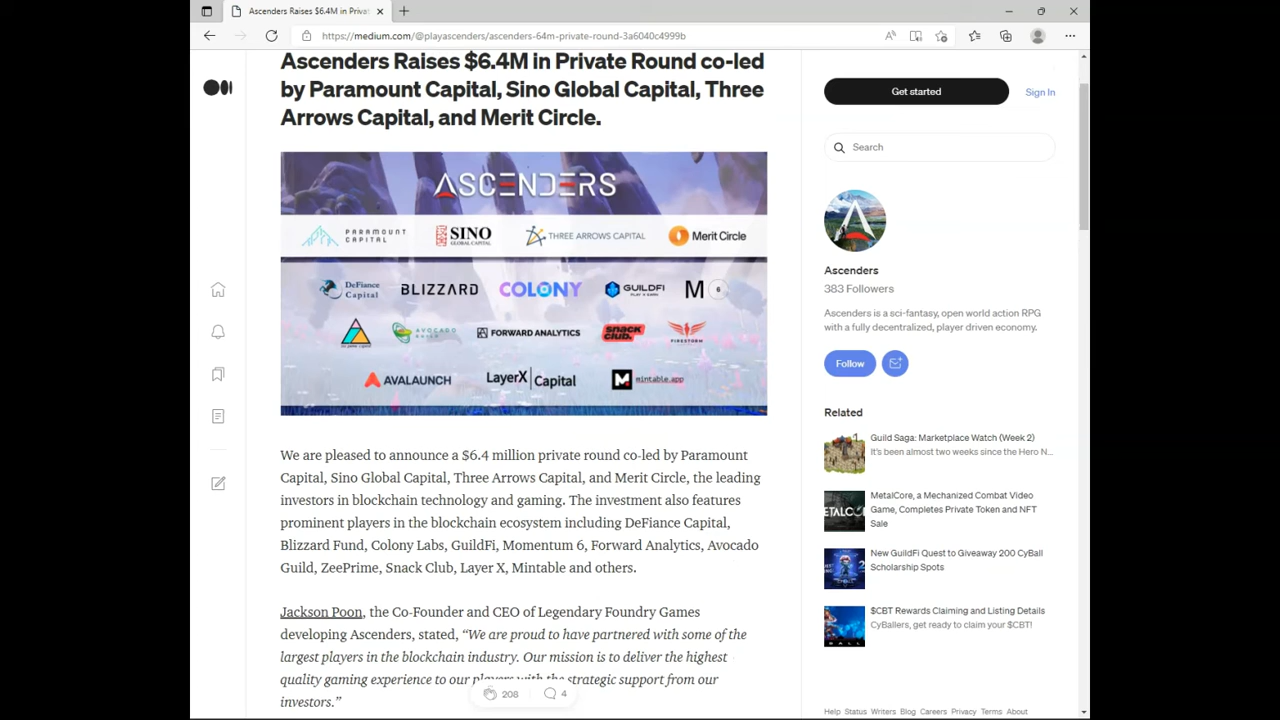 Ascenders Raises $6.4M in Priva
https://medium.com/@playascenders/ascenders-64m-private-round-3a6040c4999b
Ascenders Raises $6.4M in Private Round co-led
by Paramount Capital, Sino Global Capital, Three
Arrows Capital, and Merit Circle.
ASCENDERS
PARAMOUNT CAPITAL
SINO GLOBAL CAPITAL
THREE ARROWS CAPITAL
Merit Circle
DeFiance Capital
BLIZZARD
COLONY
GUILDFI
M 6
AVOCADO GUILD
FORWARD ANALYTICS
SNACK CLUB.
FIRESTORM
AVALAUNCH
LayerX Capital
mintable.app
We are pleased to announce a $6.4 million private round co-led by Paramount
Capital, Sino Global Capital, Three Arrows Capital, and Merit Circle, the leading
investors in blockchain technology and gaming. The investment also features
prominent players in the blockchain ecosystem including DeFiance Capital,
Blizzard Fund, Colony Labs, GuildFi, Momentum 6, Forward Analytics, Avocado
Guild, ZeePrime, Snack Club, Layer X, Mintable and others.
Jackson Poon, the Co-Founder and CEO of Legendary Foundry Games
developing Ascenders, stated, “We are proud to have partnered with some of the
largest players in the blockchain industry. Our mission is to deliver the highest
quality gaming experience to our players with the strategic support from our
investors.”
208
4
Get started
Sign In
Search
Ascenders
383 Followers
Ascenders is a sci-fantasy, open world action RPG
with a fully decentralized, player driven economy.
Follow
Related
Guild Saga: Marketplace Watch (Week 2)
It's been almost two weeks since the Hero N...
MetalCore, a Mechanized Combat Video
Game, Completes Private Token and NFT
Sale
New GuildFi Quest to Giveaway 200 CyBall
Scholarship Spots
$CBT Rewards Claiming and Listing Details
CyBallers, get ready to claim your $CBT!
Help Status Writers Blog Careers Privacy Terms About